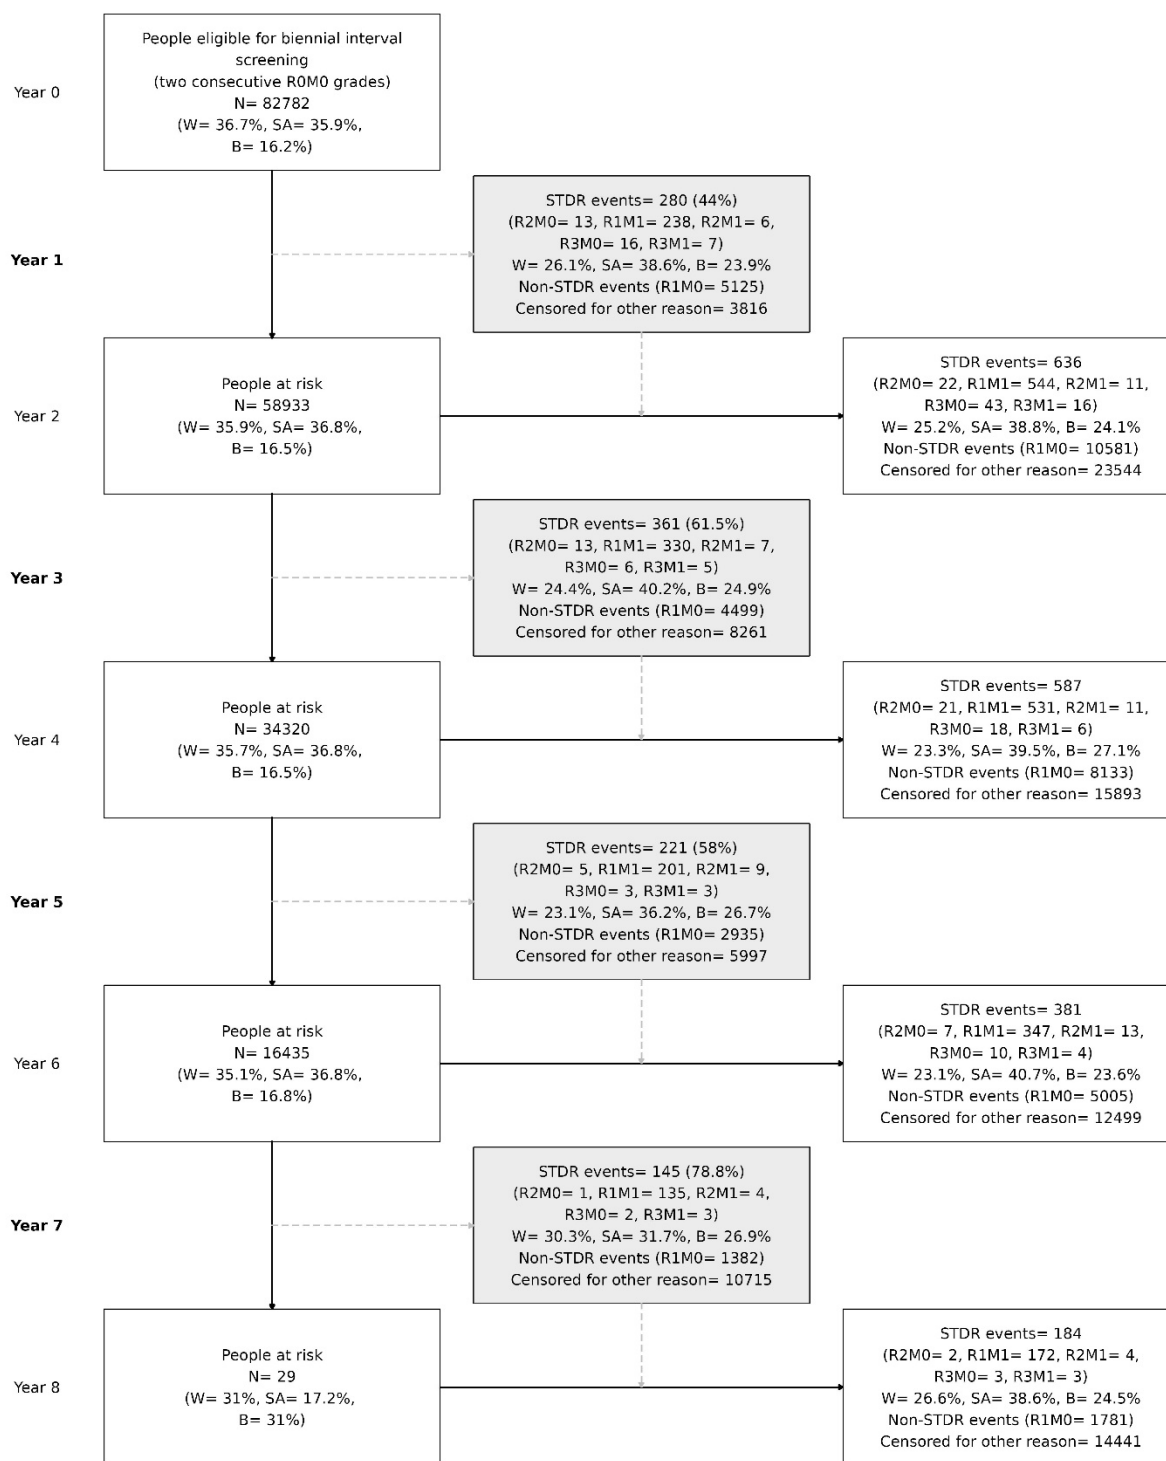 People eligible for biennial interval
screening
(two consecutive R0M0 grades)
Year 0
N= 82782
(W= 36.7%, SA= 35.9%,
B= 16.2%)
STDR events= 280 (44%)
(R2M0= 13, R1M1= 238, R2M1= 6,
R3M0= 16, R3M1= 7)
Year 1
W= 26.1%, SA= 38.6%, B= 23.9%
Non-STDR events (R1M0= 5125)
Censored for other reason= 3816
Year 2
People at risk
N= 58933
(W= 35.9%, SA= 36.8%,
B= 16.5%)
STDR events= 636
(R2M0= 22, R1M1= 544, R2M1= 11,
R3M0= 43, R3M1= 16)
W= 25.2%, SA= 38.8%, B= 24.1%
Non-STDR events (R1M0= 10581)
Censored for other reason= 23544
STDR events= 361 (61.5%)
(R2M0= 13, R1M1= 330, R2M1= 7,
R3M0= 6, R3M1= 5)
Year 3
W= 24.4%, SA= 40.2%, B= 24.9%
Non-STDR events (R1M0= 4499)
Censored for other reason= 8261
Year 4
People at risk
N= 34320
(W= 35.7%, SA= 36.8%,
B= 16.5%)
STDR events= 587
(R2M0= 21, R1M1= 531, R2M1= 11,
R3M0= 18, R3M1= 6)
W= 23.3%, SA= 39.5%, B= 27.1%
Non-STDR events (R1M0= 8133)
Censored for other reason= 15893
STDR events= 221 (58%)
(R2M0= 5, R1M1= 201, R2M1= 9,
R3M0= 3, R3M1= 3)
Year 5
W= 23.1%, SA= 36.2%, B= 26.7%
Non-STDR events (R1M0= 2935)
Censored for other reason= 5997
Year 6
People at risk
N= 16435
(W= 35.1%, SA= 36.8%,
B= 16.8%)
STDR events= 381
(R2M0= 7, R1M1= 347, R2M1= 13,
R3M0= 10, R3M1= 4)
W= 23.1%, SA= 40.7%, B= 23.6%
Non-STDR events (R1M0= 5005)
Censored for other reason= 12499
STDR events= 145 (78.8%)
(R2M0= 1, R1M1= 135, R2M1= 4,
R3M0= 2, R3M1= 3)
Year 7
W= 30.3%, SA= 31.7%, B= 26.9%
Non-STDR events (R1M0= 1382)
Censored for other reason= 10715
Year 8
People at risk
N= 29
(W= 31%, SA= 17.2%,
B= 31%)
STDR events= 184
(R2M0= 2, R1M1= 172, R2M1= 4,
R3M0= 3, R3M1= 3)
W= 26.6%, SA= 38.6%, B= 24.5%
Non-STDR events (R1M0= 1781)
Censored for other reason= 14441